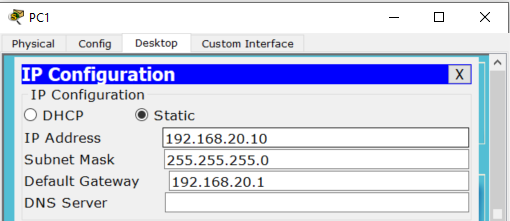 PC1
Physical Config Desktop Custom Interface
IP Configuration X
IP Configuration
DHCP Static
IP Address 192.168.20.10
Subnet Mask 255.255.255.0
Default Gateway 192.168.20.1
DNS Server